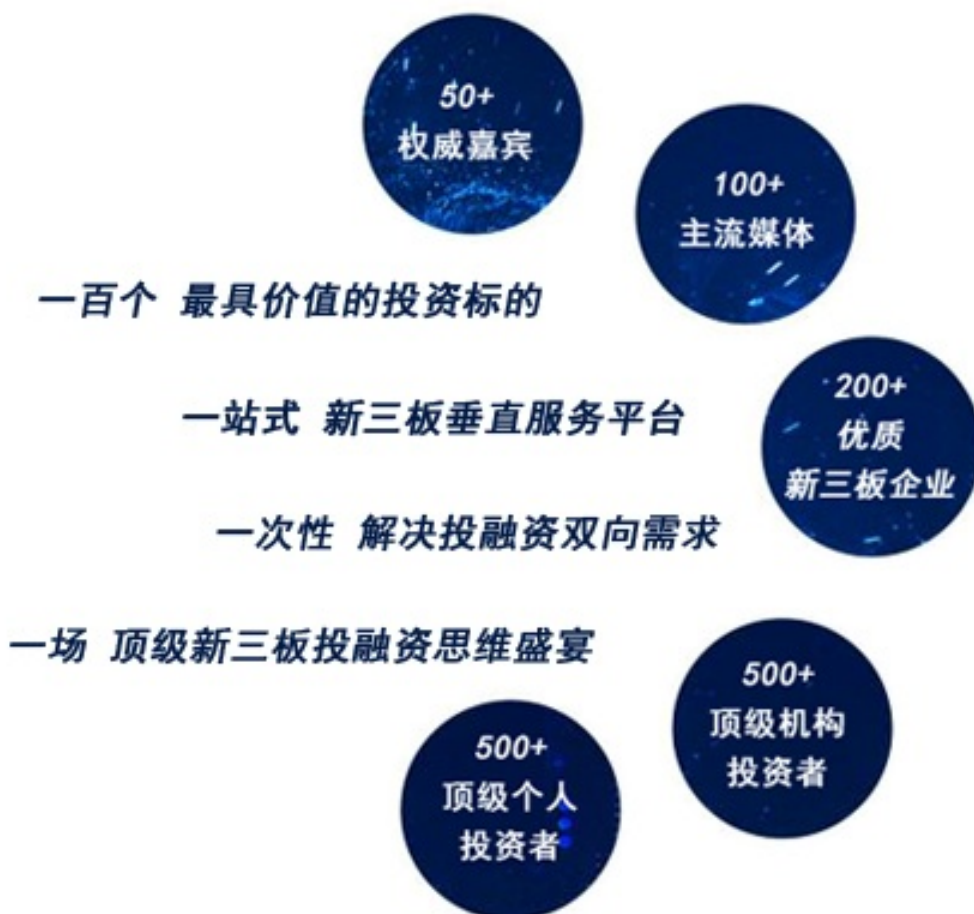 50+
权威嘉宾
100+
主流媒体
一百个 最具价值的投资标的
200+
优质
新三板企业
一站式 新三板垂直服务平台
一次性 解决投融资双向需求
一场 顶级新三板投融资思维盛宴
500+
顶级机构
投资者
500+
顶级个人
投资者